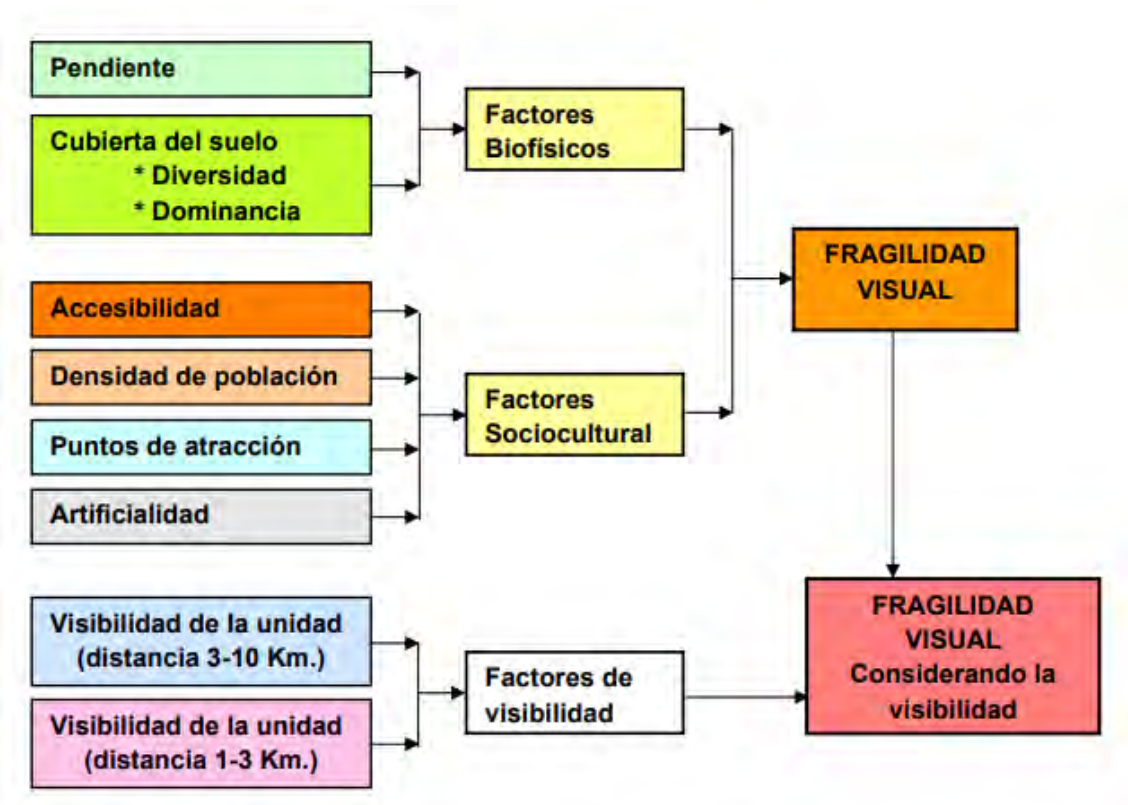 Pendiente
Cubierta del suelo
* Diversidad
* Dominancia
Factores
Biofísicos
FRAGILIDAD
VISUAL
Accesibilidad
Densidad de población
Puntos de atracción
Artificialidad
Factores
Sociocultural
Visibilidad de la unidad
(distancia 3-10 Km.)
Visibilidad de la unidad
(distancia 1-3 Km.)
Factores de
visibilidad
FRAGILIDAD
VISUAL
Considerando la
visibilidad